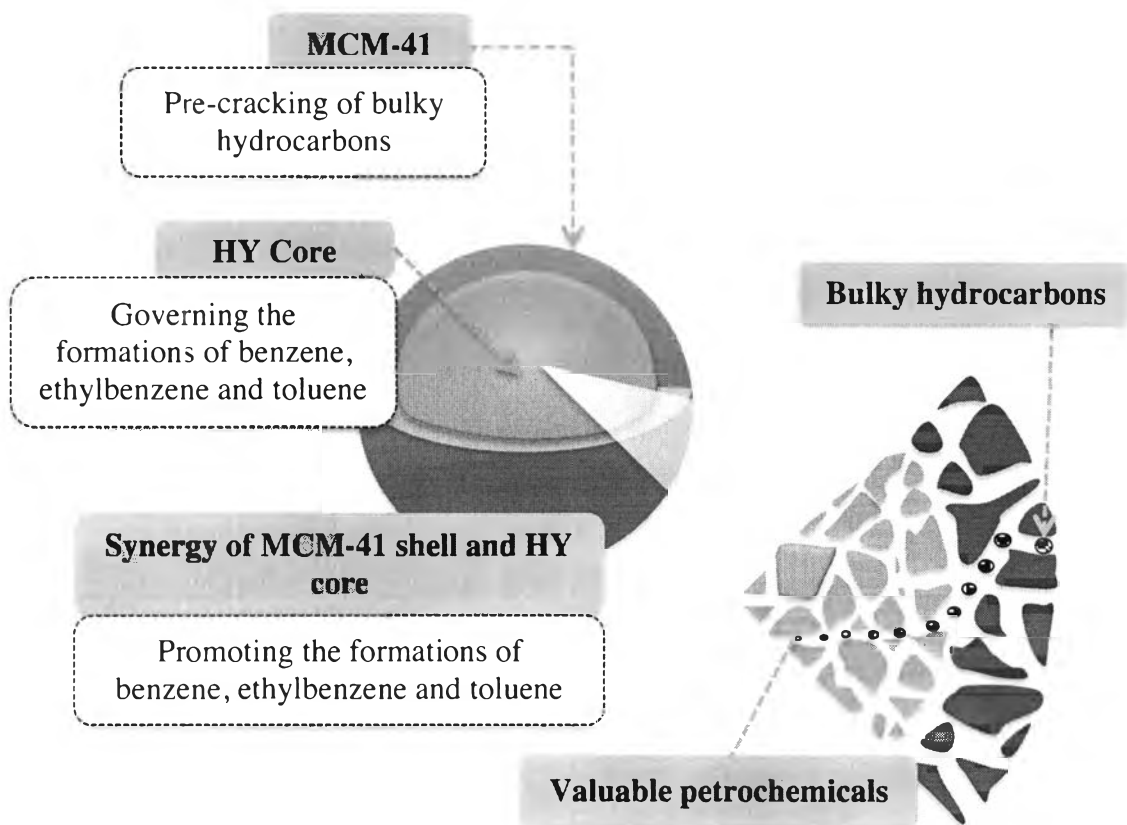 MCM-41
Pre-cracking of bulky
hydrocarbons
HY Core
Governing the
formations of benzene,
ethylbenzene and toluene
Bulky hydrocarbons
Synergy of MCM-41 shell and HY
core
Promoting the formations of
benzene, ethylbenzene and toluene
Valuable petrochemicals